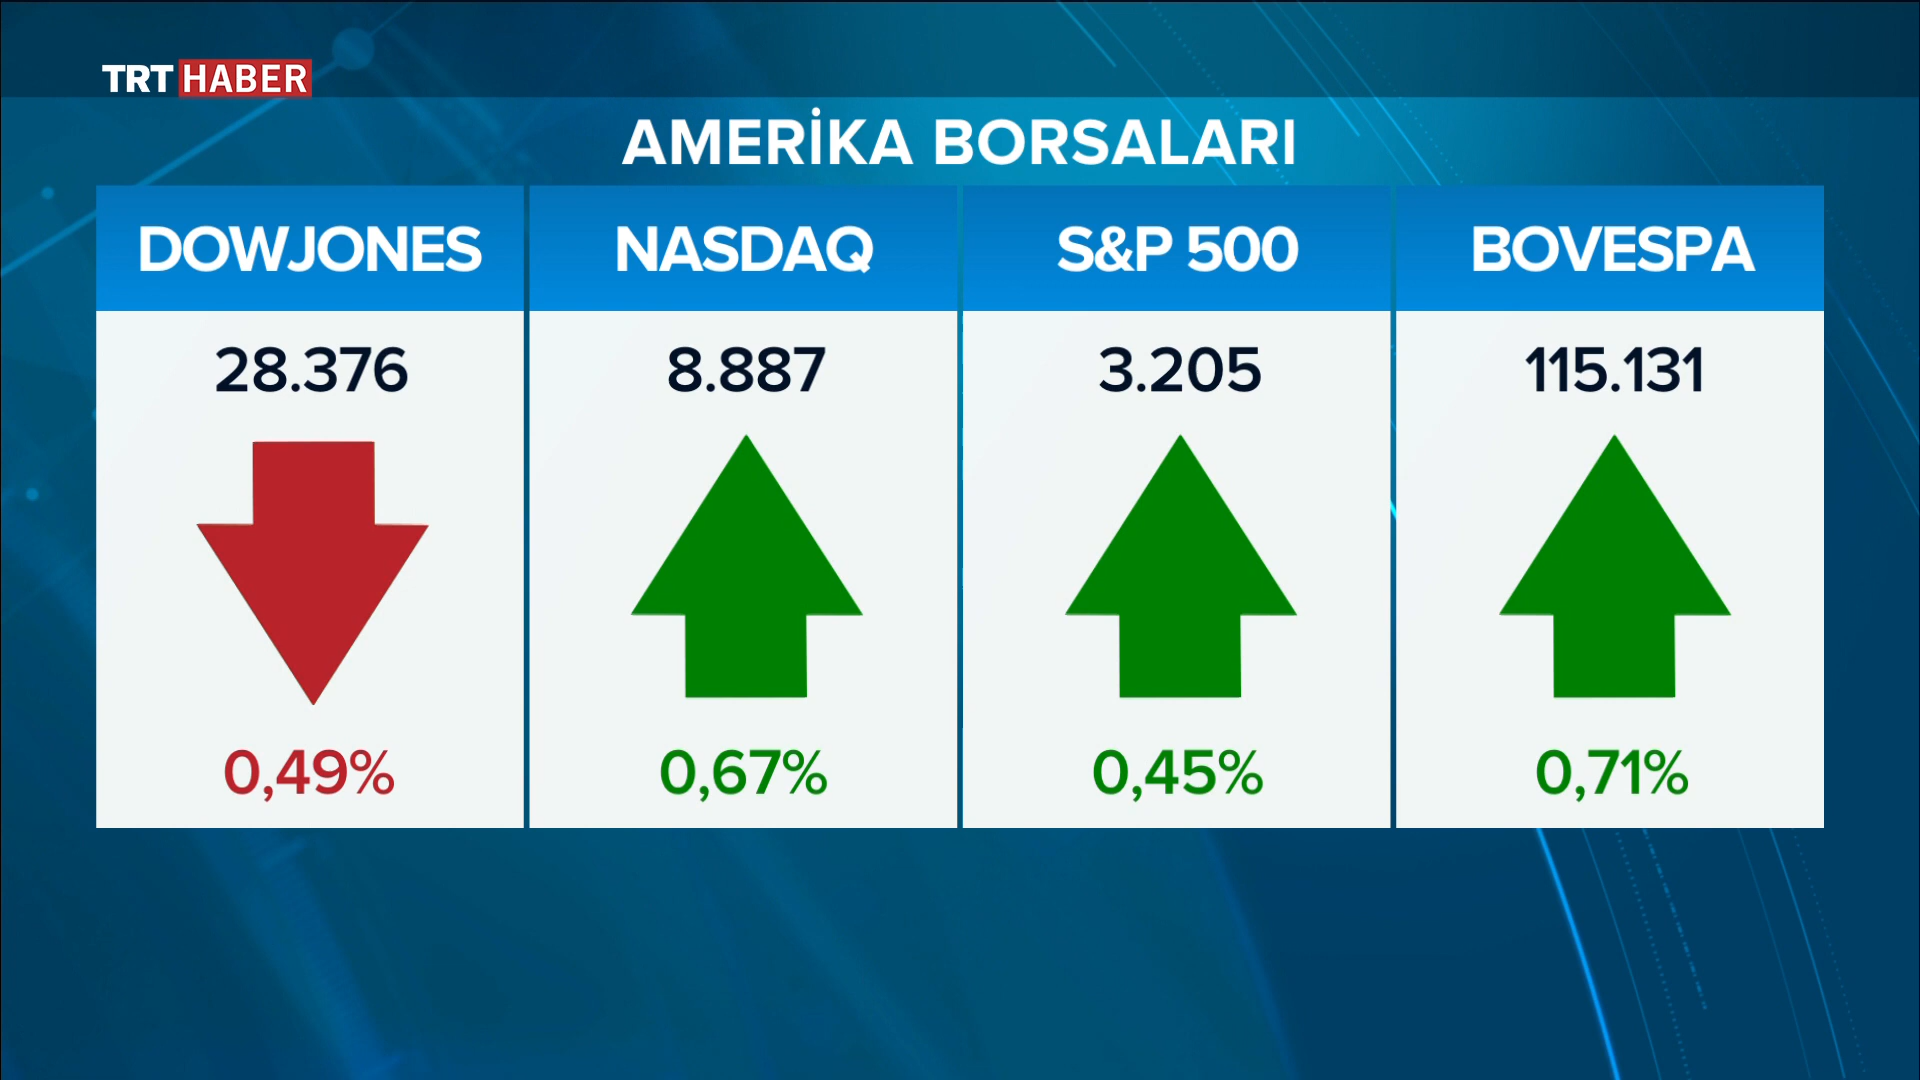 TRT HABER
AMERİKA BORSALARI
DOWJONES NASDAQ S&P 500 BOVESPA
28.376 8.887 3.205 115.131
0,49% 0,67% 0,45% 0,71%